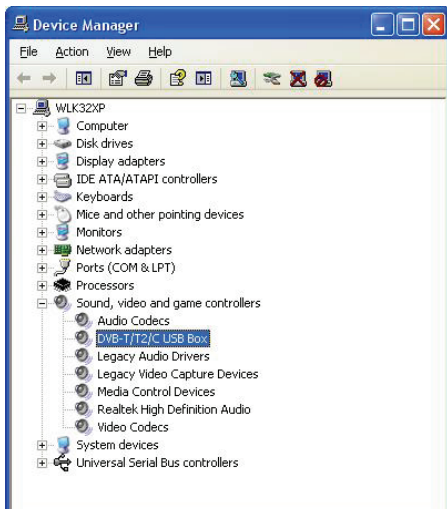 Device Manager
File Action View Help
WLK32XP
Computer
Disk drives
Display adapters
IDE ATA/ATAPI controllers
Keyboards
Mice and other pointing devices
Monitors
Network adapters
Ports (COM & LPT)
Processors
Sound, video and game controllers
Audio Codecs
DVB-T/T2/C USB Box
Legacy Audio Drivers
Legacy Video Capture Devices
Media Control Devices
Realtek High Definition Audio
Video Codecs
System devices
Universal Serial Bus controllers